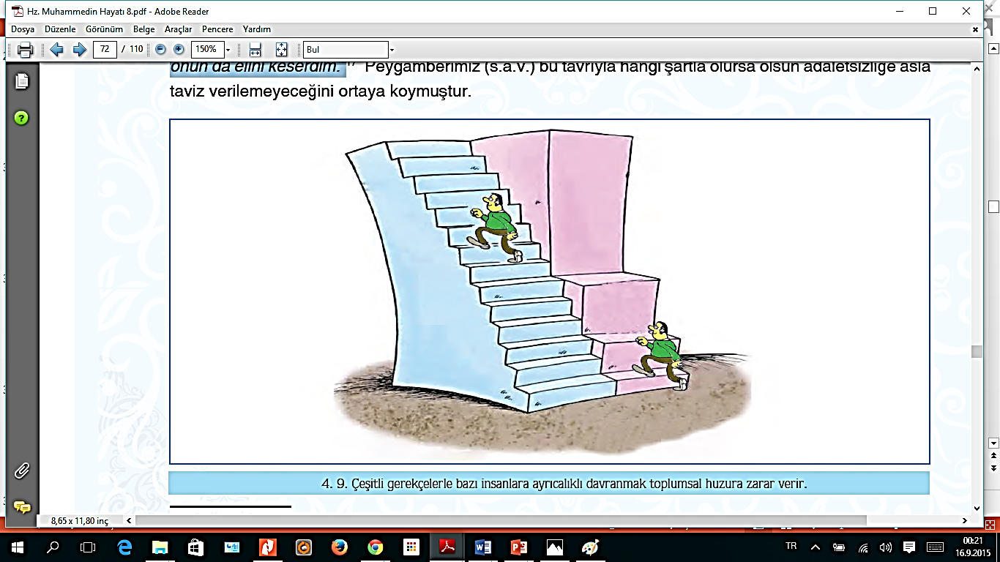 Hz. Muhammedin Hayatı 8.pdf - Adobe Reader
Dosya Düzenle Görünüm Belge Araçlar Pencere Yardım
72 / 110 150% Bul
onun da elini keserdim." Peygamberimiz (s.a.v.) bu tavrıyla hangi şartla olursa olsun adaletsizliğe asla
taviz verilemeyeceğini ortaya koymuştur.
4. 9. Çeşitli gerekçelerle bazı insanlara ayrıcalıklı davranmak toplumsal huzura zarar verir.
8,65 x 11,80 inç
TR 00:21
16.9.2015